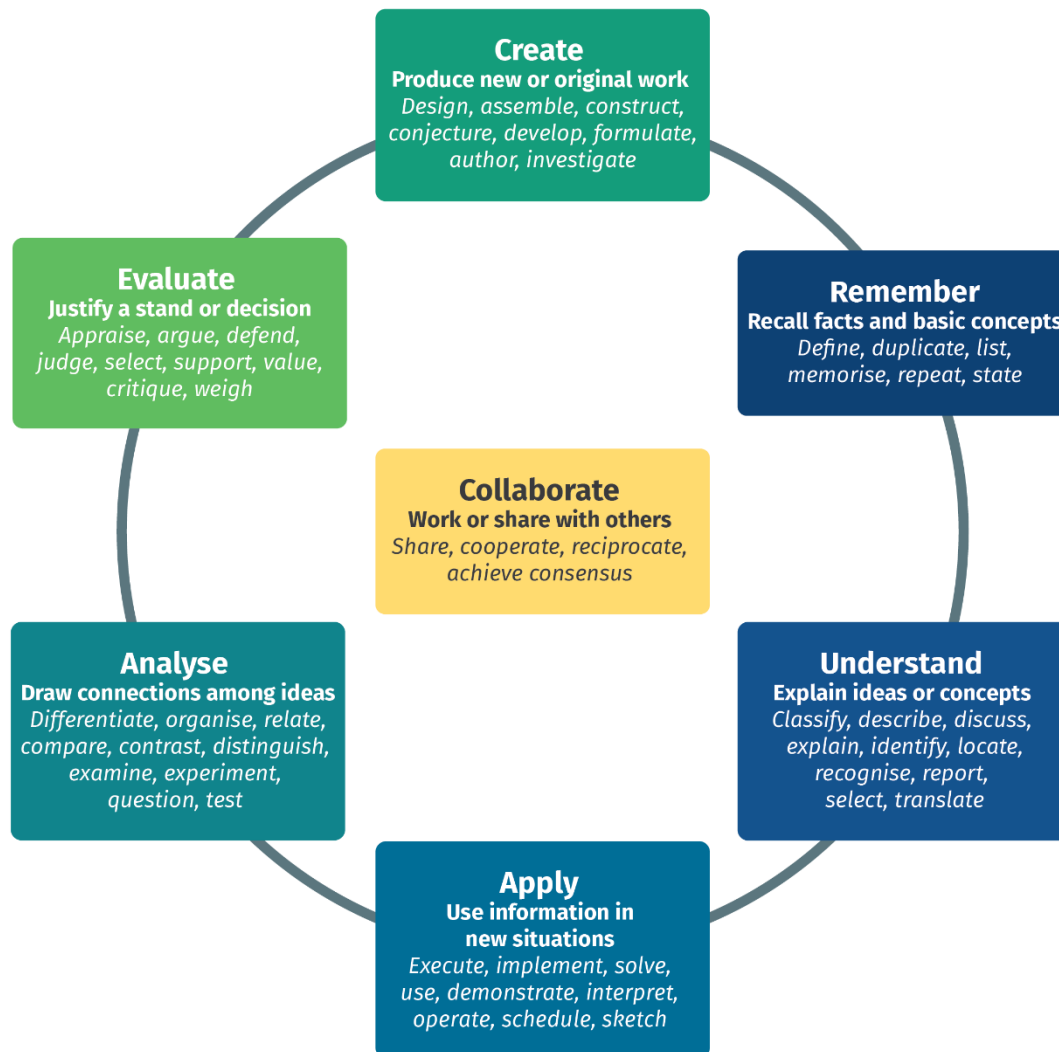 Create
Produce new or original work
Design, assemble, construct,
conjecture, develop, formulate,
author, investigate
Evaluate
Justify a stand or decision
Appraise, argue, defend,
judge, select, support, value,
critique, weigh
Remember
Recall facts and basic concepts
Define, duplicate, list,
memorise, repeat, state
Collaborate
Work or share with others
Share, cooperate, reciprocate,
achieve consensus
Analyse
Draw connections among ideas
Differentiate, organise, relate,
compare, contrast, distinguish,
examine, experiment,
question, test
Understand
Explain ideas or concepts
Classify, describe, discuss,
explain, identify, locate,
recognise, report,
select, translate
Apply
Use information in
new situations
Execute, implement, solve,
use, demonstrate, interpret,
operate, schedule, sketch